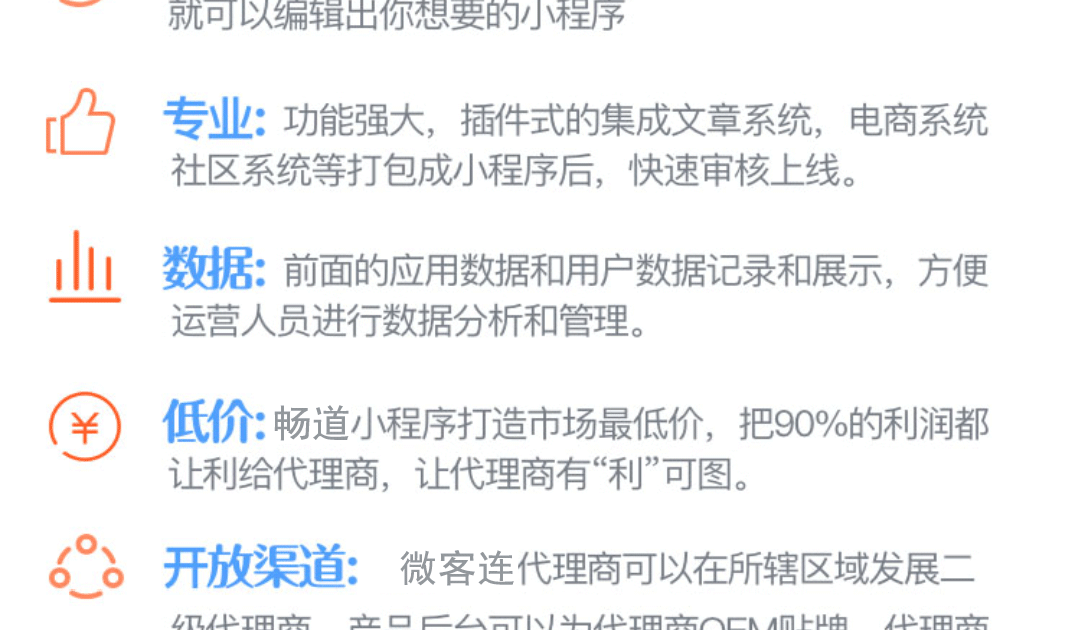 就可以编辑出你想要的小程序
专业：功能强大，插件式的集成文章系统，电商系统
社区系统等打包成小程序后，快速审核上线。
数据：前面的应用数据和用户数据记录和展示，方便
运营人员进行数据分析和管理。
低价：畅道小程序打造市场最低价，把90%的利润都
让利给代理商，让代理商有“利”可图。
开放渠道： 微客连代理商可以在所辖区域发展二
级代理商，产品后台可以为代理商OEM贴牌，代理商